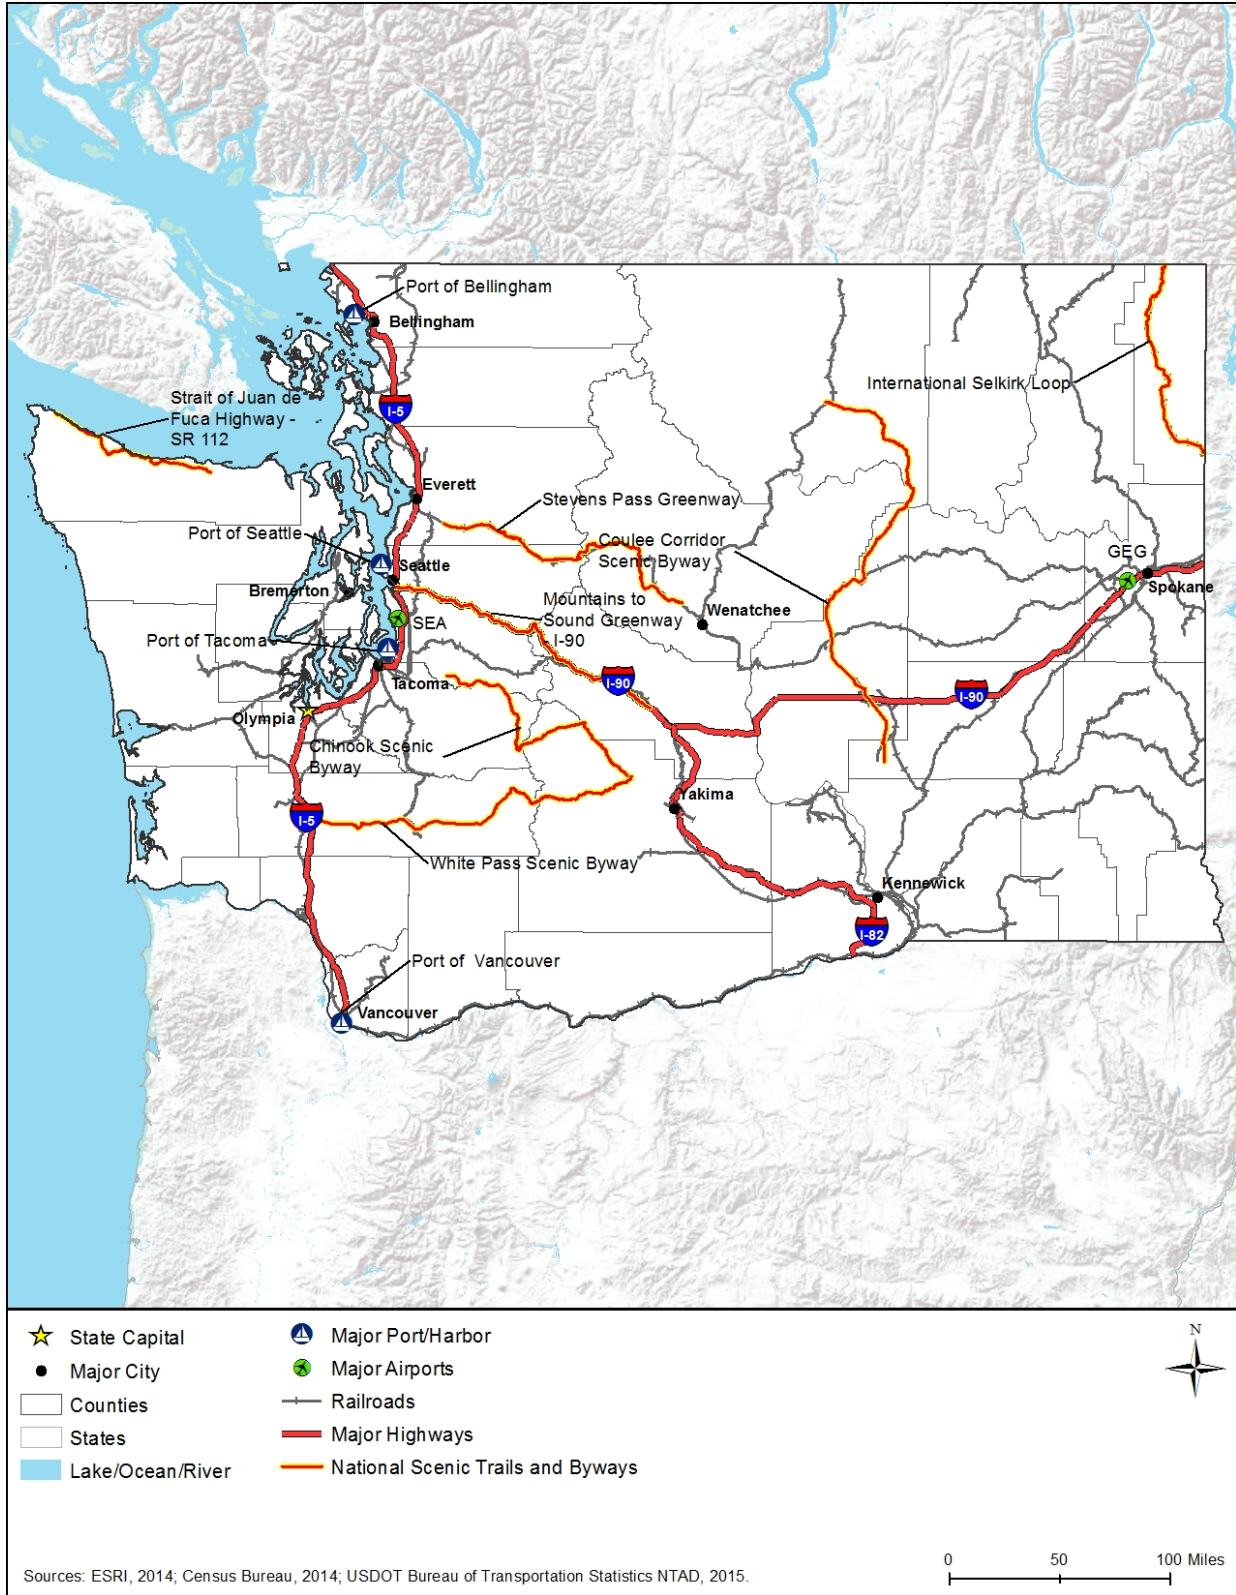 Port of Bellingham
Bellingham
International Selkirk Loop
Strait of Juan de
Fuca Highway -
SR 112
I-5
Everett
Stevens Pass Greenway
Port of Seattle
Coulee Corridor
Scenic Byway
GEG
Seattle
Spokane
Bremerton
Mountains to
Sound Greenway
- I-90
Wenatchee
SEA
Port of Tacoma
Tacoma
I-90
I-90
Olympia
Chinook Scenic
Byway
Yakima
I-5
White Pass Scenic Byway
Kennewick
I-82
Port of Vancouver
Vancouver
State Capital
Major City
Counties
States
Lake/Ocean/River
Major Port/Harbor
Major Airports
Railroads
Major Highways
National Scenic Trails and Byways
N
0 50 100 Miles
Sources: ESRI, 2014; Census Bureau, 2014; USDOT Bureau of Transportation Statistics NTAD, 2015.